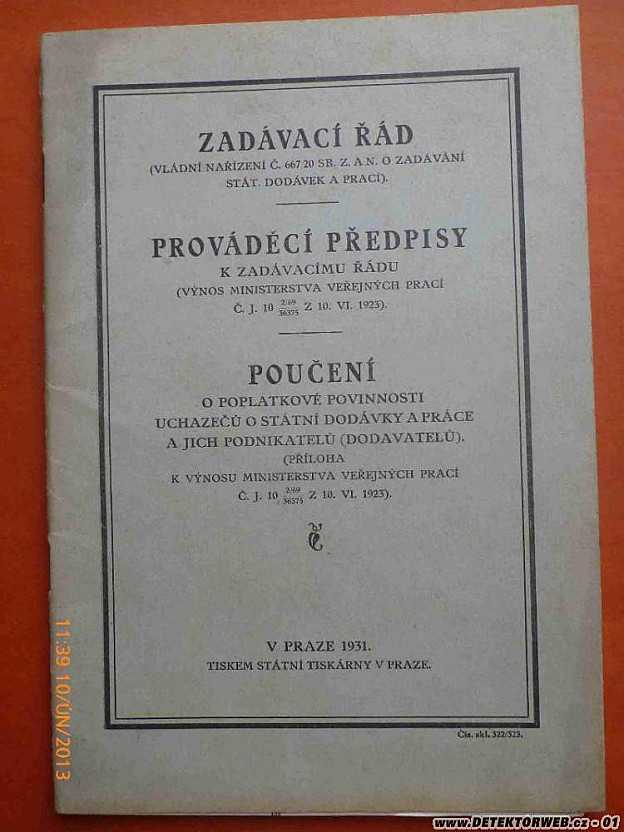 ZADÁVACÍ ŘÁD
(VLÁDNÍ NAŘÍZENÍ Č. 667 20 SB. Z. A N. O ZADÁVÁNÍ
STÁT. DODÁVEK A PRACÍ).
PROVÁDĚCÍ PŘEDPISY
K ZADÁVACÍMU ŘÁDU
(VÝNOS MINISTERSTVA VEŘEJNÝCH PRACÍ
Č. J. 10 2/69/36375 Z 10. VI. 1923).
POUČENÍ
O POPLATKOVÉ POVINNOSTI
UCHAZEČŮ O STÁTNÍ DODÁVKY A PRÁCE
A JICH PODNIKATELŮ (DODAVATELŮ).
(PŘÍLOHA
K VÝNOSU MINISTERSTVA VEŘEJNÝCH PRACÍ
Č. J. 10 2/69/36375 Z 10. VI. 1923).
V PRAZE 1931.
TISKEM STÁTNÍ TISKÁRNY V PRAZE.
Čís. skl. 322/323.
11:39 10/ÚN/2013
www.DETEKTORWEB.cz - 01